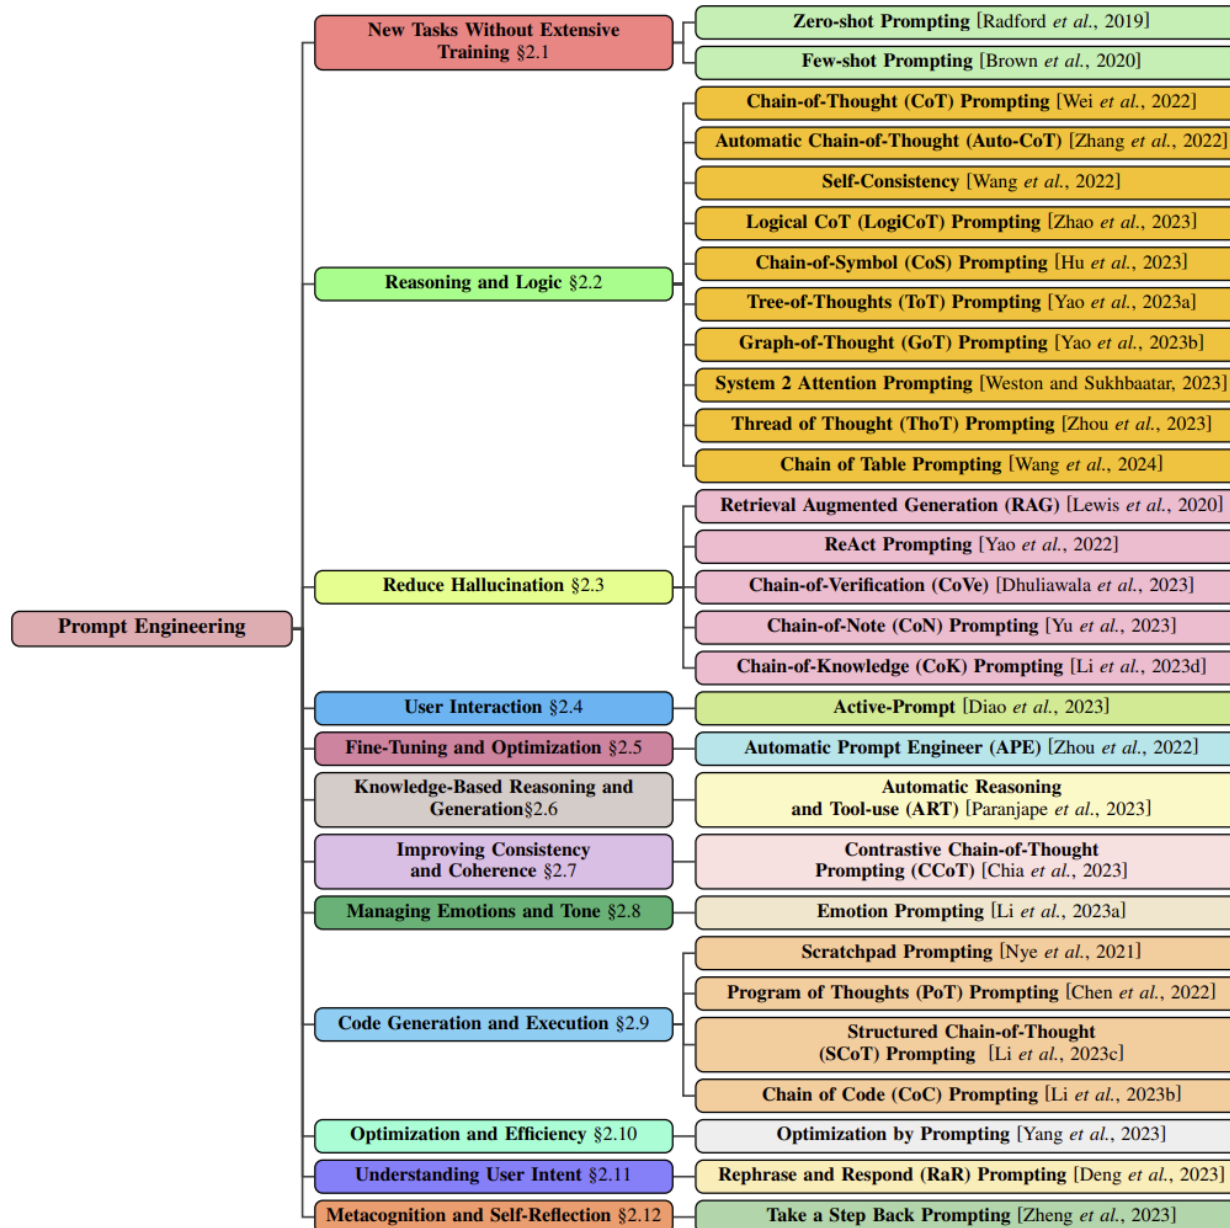 New Tasks Without Extensive
Training §2.1
Zero-shot Prompting [Radford et al., 2019]
Few-shot Prompting [Brown et al., 2020]
Chain-of-Thought (CoT) Prompting [Wei et al., 2022]
Automatic Chain-of-Thought (Auto-CoT) [Zhang et al., 2022]
Self-Consistency [Wang et al., 2022]
Logical CoT (LogiCoT) Prompting [Zhao et al., 2023]
Chain-of-Symbol (CoS) Prompting [Hu et al., 2023]
Reasoning and Logic §2.2
Tree-of-Thoughts (ToT) Prompting [Yao et al., 2023a]
Graph-of-Thought (GoT) Prompting [Yao et al., 2023b]
System 2 Attention Prompting [Weston and Sukhbaatar, 2023]
Thread of Thought (ThoT) Prompting [Zhou et al., 2023]
Chain of Table Prompting [Wang et al., 2024]
Retrieval Augmented Generation (RAG) [Lewis et al., 2020]
ReAct Prompting [Yao et al., 2022]
Reduce Hallucination §2.3
Chain-of-Verification (CoVe) [Dhuliawala et al., 2023]
Prompt Engineering
Chain-of-Note (CoN) Prompting [Yu et al., 2023]
Chain-of-Knowledge (CoK) Prompting [Li et al., 2023d]
User Interaction §2.4
Active-Prompt [Diao et al., 2023]
Fine-Tuning and Optimization §2.5
Automatic Prompt Engineer (APE) [Zhou et al., 2022]
Knowledge-Based Reasoning and
Generation§2.6
Automatic Reasoning
and Tool-use (ART) [Paranjape et al., 2023]
Improving Consistency
and Coherence §2.7
Contrastive Chain-of-Thought
Prompting (CCoT) [Chia et al., 2023]
Managing Emotions and Tone §2.8
Emotion Prompting [Li et al., 2023a]
Scratchpad Prompting [Nye et al., 2021]
Program of Thoughts (PoT) Prompting [Chen et al., 2022]
Code Generation and Execution §2.9
Structured Chain-of-Thought
(SCoT) Prompting [Li et al., 2023c]
Chain of Code (CoC) Prompting [Li et al., 2023b]
Optimization and Efficiency §2.10
Optimization by Prompting [Yang et al., 2023]
Understanding User Intent §2.11
Rephrase and Respond (RaR) Prompting [Deng et al., 2023]
Metacognition and Self-Reflection §2.12
Take a Step Back Prompting [Zheng et al., 2023]